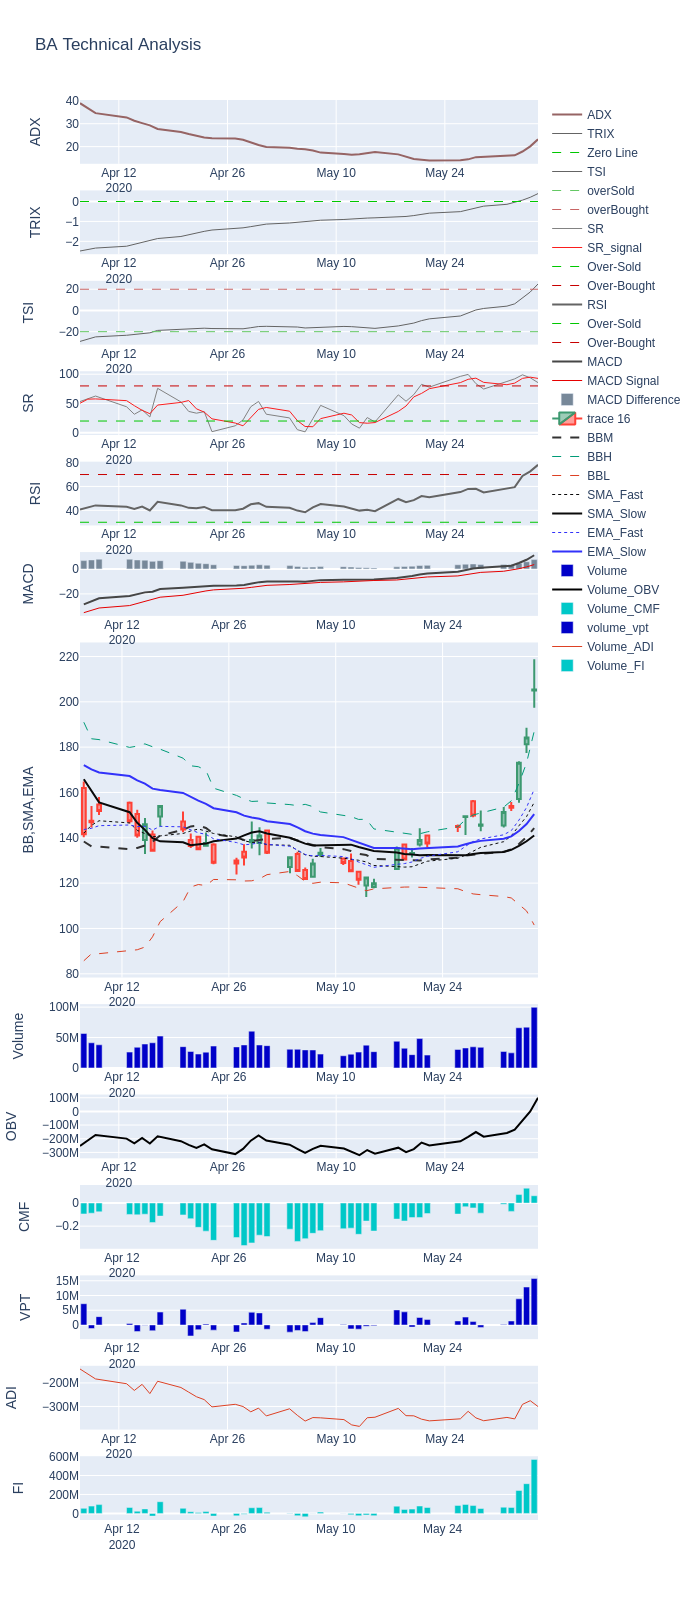 BA Technical Analysis
ADX
40
30
20
Apr 12
2020
Apr 26
May 10
May 24
TRIX
0
−1
−2
Apr 12
2020
Apr 26
May 10
May 24
TSI
20
0
−20
Apr 12
2020
Apr 26
May 10
May 24
SR
100
50
0
Apr 12
2020
Apr 26
May 10
May 24
RSI
80
60
40
Apr 12
2020
Apr 26
May 10
May 24
MACD
0
−20
Apr 12
2020
Apr 26
May 10
May 24
BB,SMA,EMA
220
200
180
160
140
120
100
80
Apr 12
2020
Apr 26
May 10
May 24
Volume
100M
50M
0
Apr 12
2020
Apr 26
May 10
May 24
OBV
100M
0
−100M
−200M
−300M
Apr 12
2020
Apr 26
May 10
May 24
CMF
0
−0.2
Apr 12
2020
Apr 26
May 10
May 24
VPT
15M
10M
5M
0
Apr 12
2020
Apr 26
May 10
May 24
ADI
−200M
−300M
Apr 12
2020
Apr 26
May 10
May 24
FI
600M
400M
200M
0
Apr 12
2020
Apr 26
May 10
May 24
ADX
TRIX
Zero Line
TSI
overSold
overBought
SR
SR_signal
Over-Sold
Over-Bought
RSI
Over-Sold
Over-Bought
MACD
MACD Signal
MACD Difference
trace 16
BBM
BBH
BBL
SMA_Fast
SMA_Slow
EMA_Fast
EMA_Slow
Volume
Volume_OBV
Volume_CMF
volume_vpt
Volume_ADI
Volume_FI